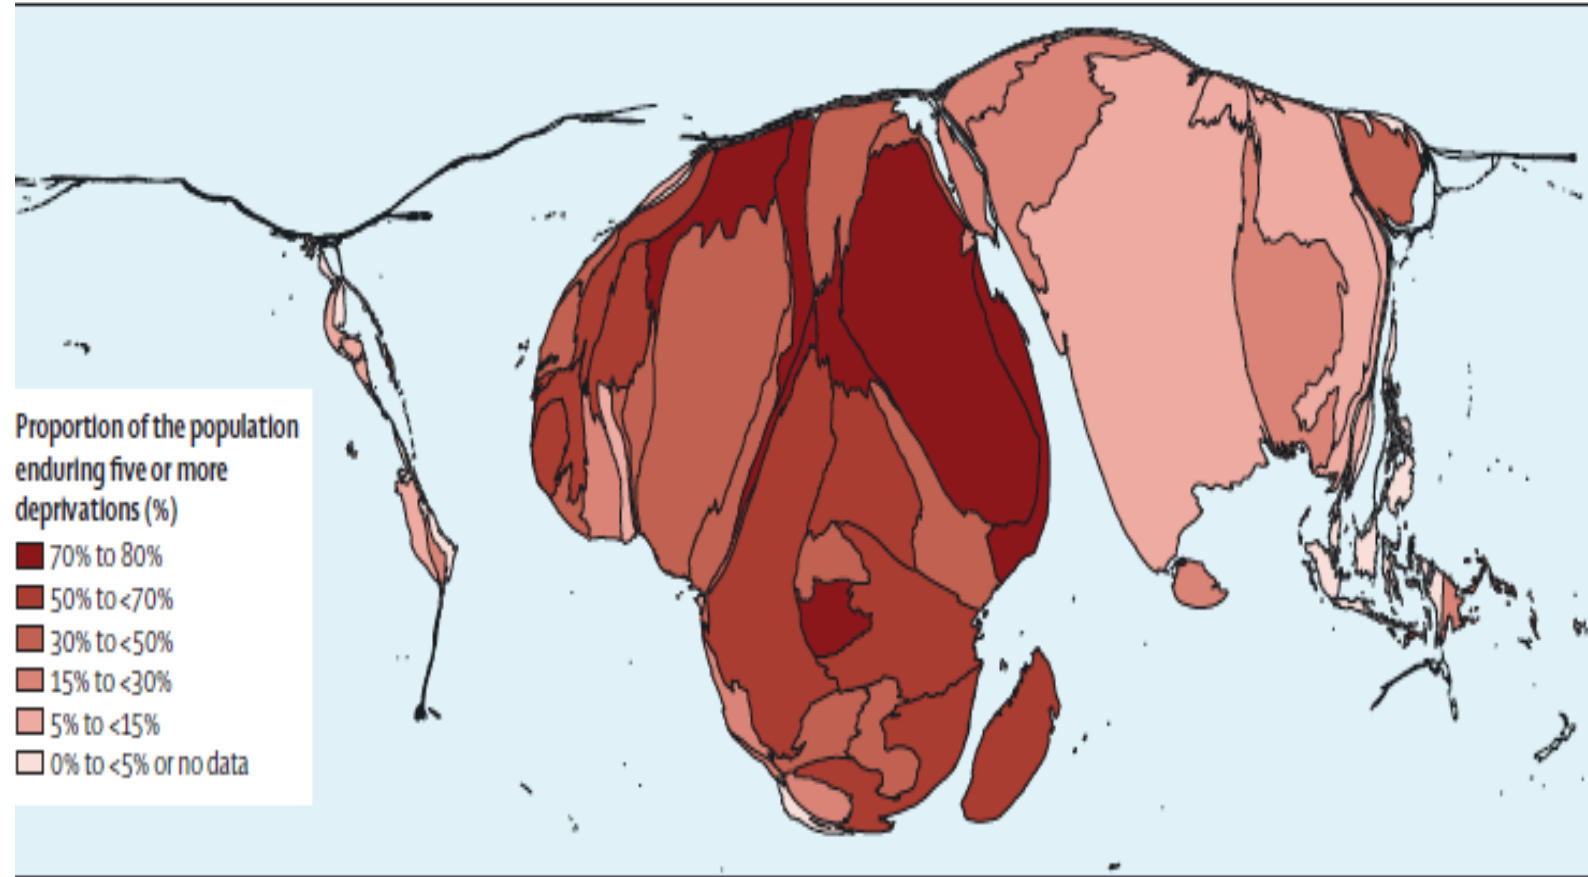 Proportion of the population
enduring five or more
deprivations (%)
70% to 80%
50% to <70%
30% to <50%
15% to <30%
5% to <15%
0% to <5% or no data